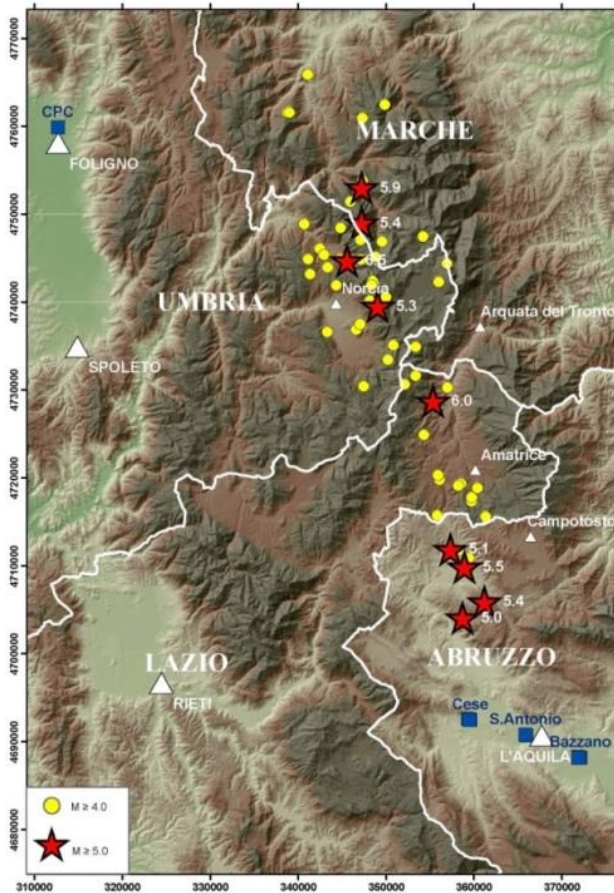 4770000
4760000
4750000
4740000
4730000
4720000
4710000
4700000
4690000
4680000
CPC
FOLIGNO
MARCHE
5.9
5.4
6.5
Norcia
UMBRIA
5.3
Arquata del Tronto
SPOLETO
6.0
Amatrice
Campotosto
5.1
5.5
5.4
5.0
LAZIO
ABRUZZO
RIETI
Cese
S.Antonio
Bazzano
L'AQUILA
M ≥ 4.0
M ≥ 5.0
310000 320000 330000 340000 350000 360000 370000